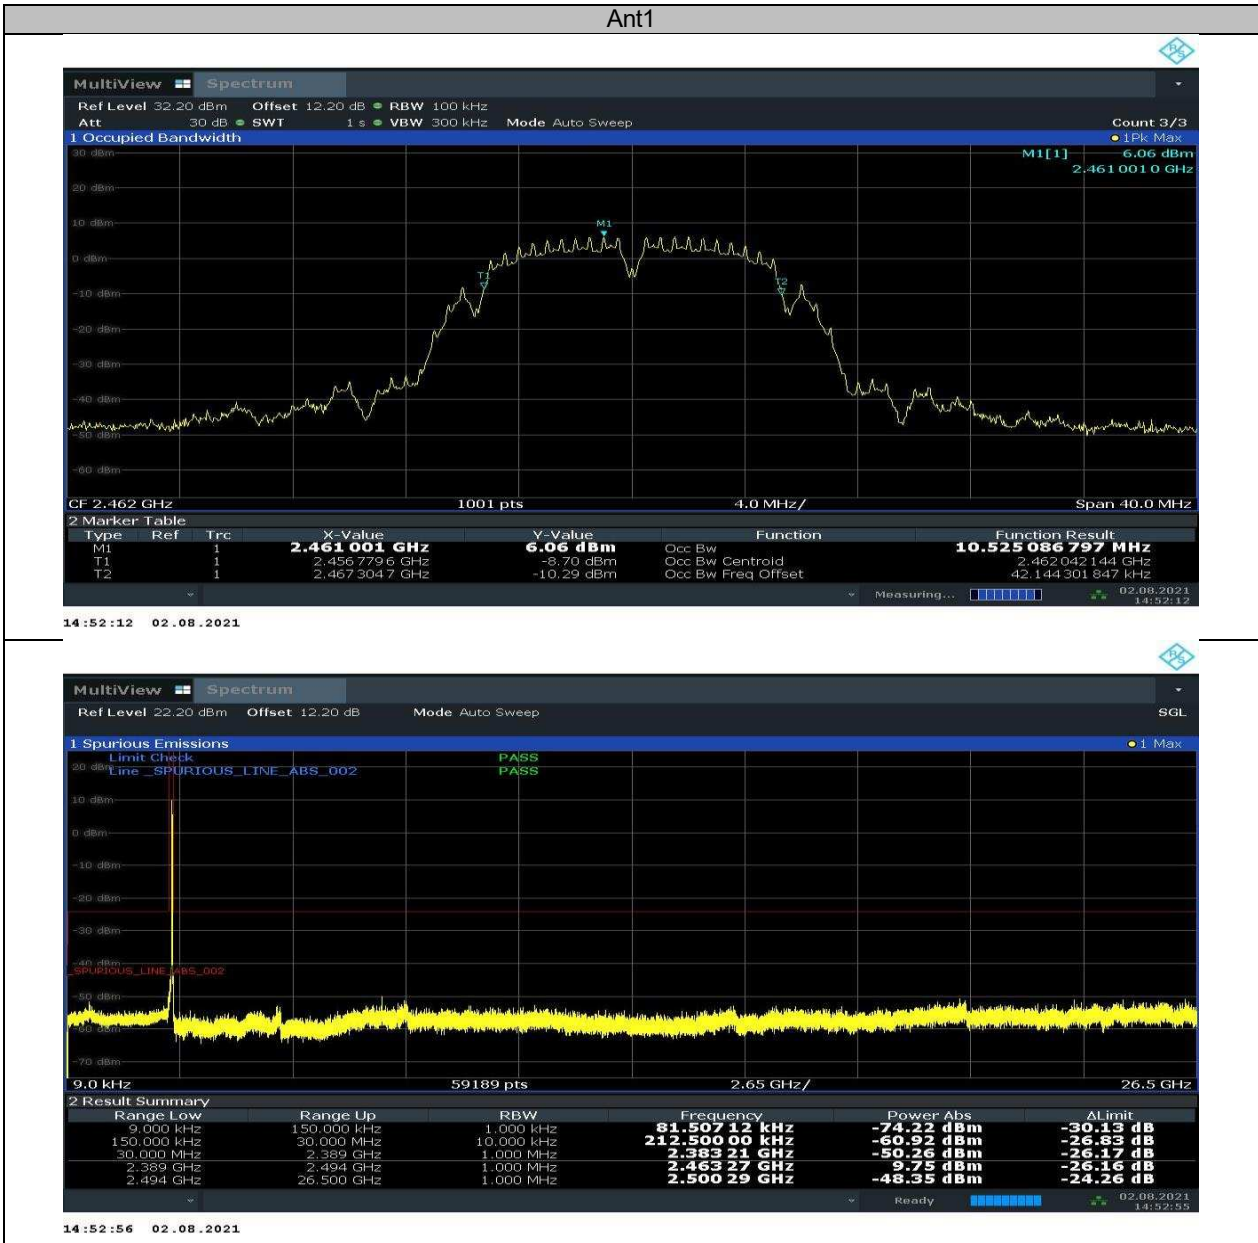 Ant1
R/S
MultiView Spectrum
Ref Level 32.20 dBm Offset 12.20 dB RBW 100 kHz
Att 30 dB SWT 1 s VBW 300 kHz Mode Auto Sweep Count 3/3
1 Occupied Bandwidth 1Pk Max
30 dBm
M1[1] 6.06 dBm
2.461 001 0 GHz
20 dBm
10 dBm
M1
0 dBm
T1
T2
-10 dBm
-20 dBm
-30 dBm
-40 dBm
-50 dBm
-60 dBm
CF 2.462 GHz 1001 pts 4.0 MHz/ Span 40.0 MHz
2 Marker Table
Type Ref Trc X-Value Y-Value Function Function Result
M1 1 2.461 001 GHz 6.06 dBm Occ Bw 10.525 086 797 MHz
T1 1 2.456 779 6 GHz -8.70 dBm Occ Bw Centroid 2.462 042 144 GHz
T2 1 2.467 304 7 GHz -10.29 dBm Occ Bw Freq Offset 42.144 301 847 kHz
Measuring... 02.08.2021
14:52:12
14:52:12 02.08.2021
R/S
MultiView Spectrum
Ref Level 22.20 dBm Offset 12.20 dB Mode Auto Sweep SGL
1 Spurious Emissions 1 Max
Limit Check PASS
20 dBm
Line _SPURIOUS_LINE_ABS_002 PASS
10 dBm
0 dBm
-10 dBm
-20 dBm
-30 dBm
-40 dBm
_SPURIOUS_LINE_ABS_002
-50 dBm
-60 dBm
-70 dBm
9.0 kHz 59189 pts 2.65 GHz/ 26.5 GHz
2 Result Summary
Range Low Range Up RBW Frequency Power Abs ΔLimit
9.000 kHz 150.000 kHz 1.000 kHz 81.507 12 kHz -74.22 dBm -30.13 dB
150.000 kHz 30.000 MHz 10.000 kHz 212.500 00 kHz -60.92 dBm -26.83 dB
30.000 MHz 2.389 GHz 1.000 MHz 2.383 21 GHz -50.26 dBm -26.17 dB
2.389 GHz 2.494 GHz 1.000 MHz 2.463 27 GHz 9.75 dBm -26.16 dB
2.494 GHz 26.500 GHz 1.000 MHz 2.500 29 GHz -48.35 dBm -24.26 dB
Ready 02.08.2021
14:52:55
14:52:56 02.08.2021